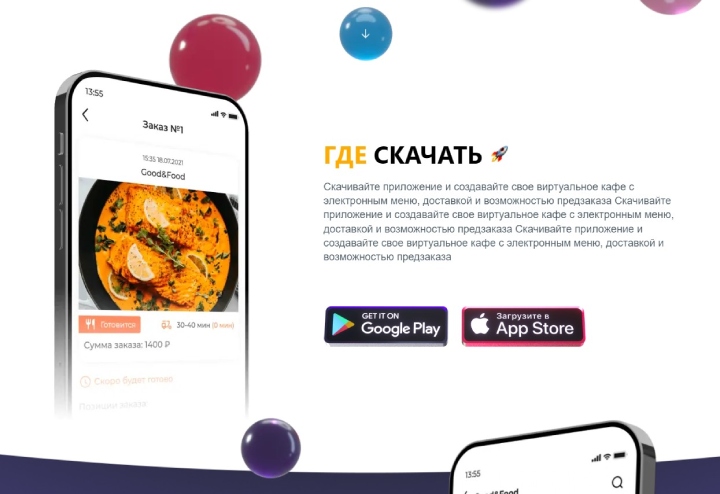 13:55
Заказ №1
15:35 18.07.2021
Good&Food
Готовится
30-40 мин (0 мин)
Сумма заказа: 1400 ₽
Скоро будет готово
Позиции заказа
ГДЕ СКАЧАТЬ 🚀
Скачивайте приложение и создавайте свое виртуальное кафе с
электронным меню, доставкой и возможностью предзаказа Скачивайте
приложение и создавайте свое виртуальное кафе с электронным меню,
доставкой и возможностью предзаказа Скачивайте приложение и
создавайте свое виртуальное кафе с электронным меню, доставкой и
возможностью предзаказа
GET IT ON
Google Play
Загрузите в
App Store
13:55
Good&Food